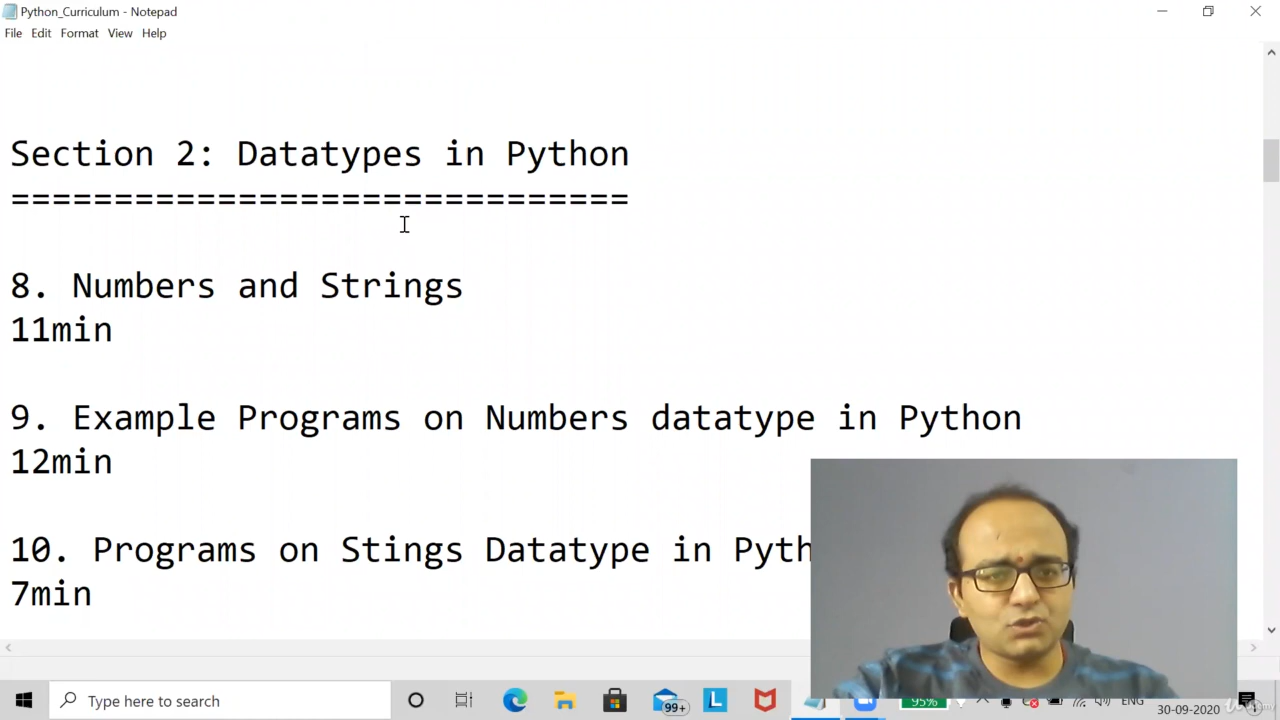 Python_Curriculum - Notepad
File Edit Format View Help
Section 2: Datatypes in Python
==============================
8. Numbers and Strings
11min
9. Example Programs on Numbers datatype in Python
12min
10. Programs on Stings Datatype in Pyth
7min
Type here to search
99+
L
95%
ENG
30-09-2020